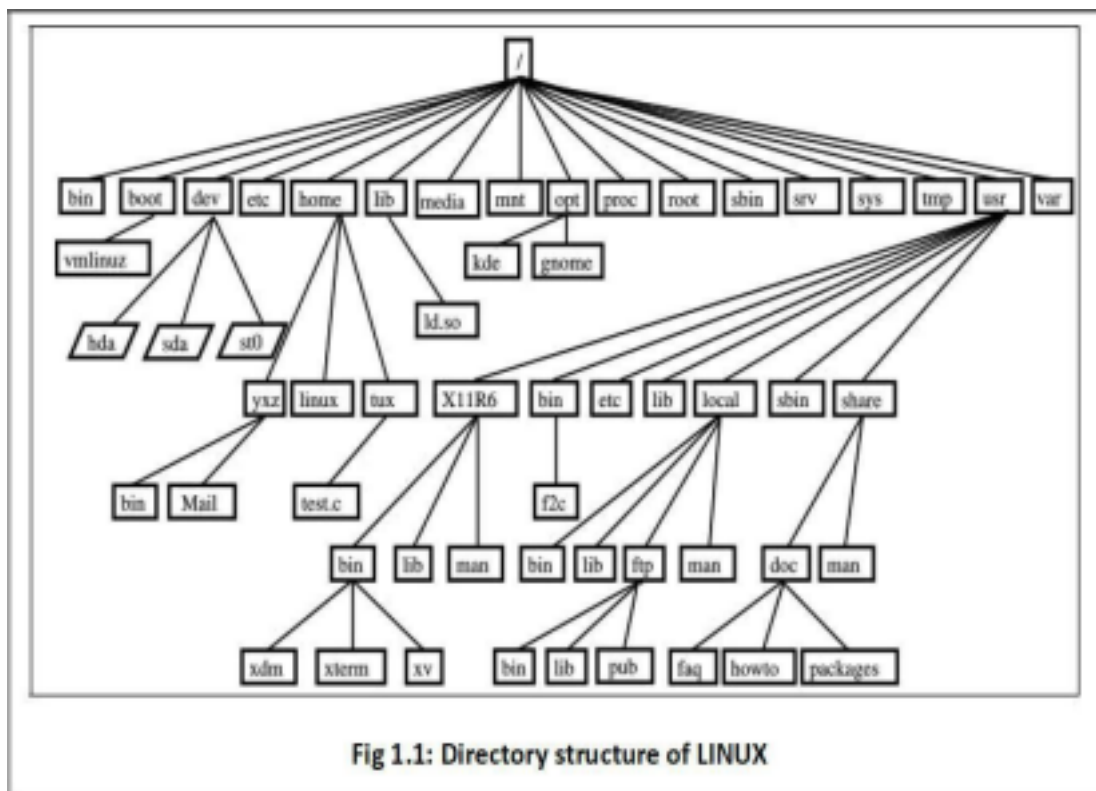 /
bin boot dev etc home lib media mnt opt proc root sbin srv sys tmp usr var
vmlinuz kde gnome
hda sda st0 ld.so
yxz linux tux X11R6 bin etc lib local sbin share
bin Mail test.c f2c
bin lib man bin lib ftp man doc man
xdm xterm xv bin lib pub faq howto packages
Fig 1.1: Directory structure of LINUX